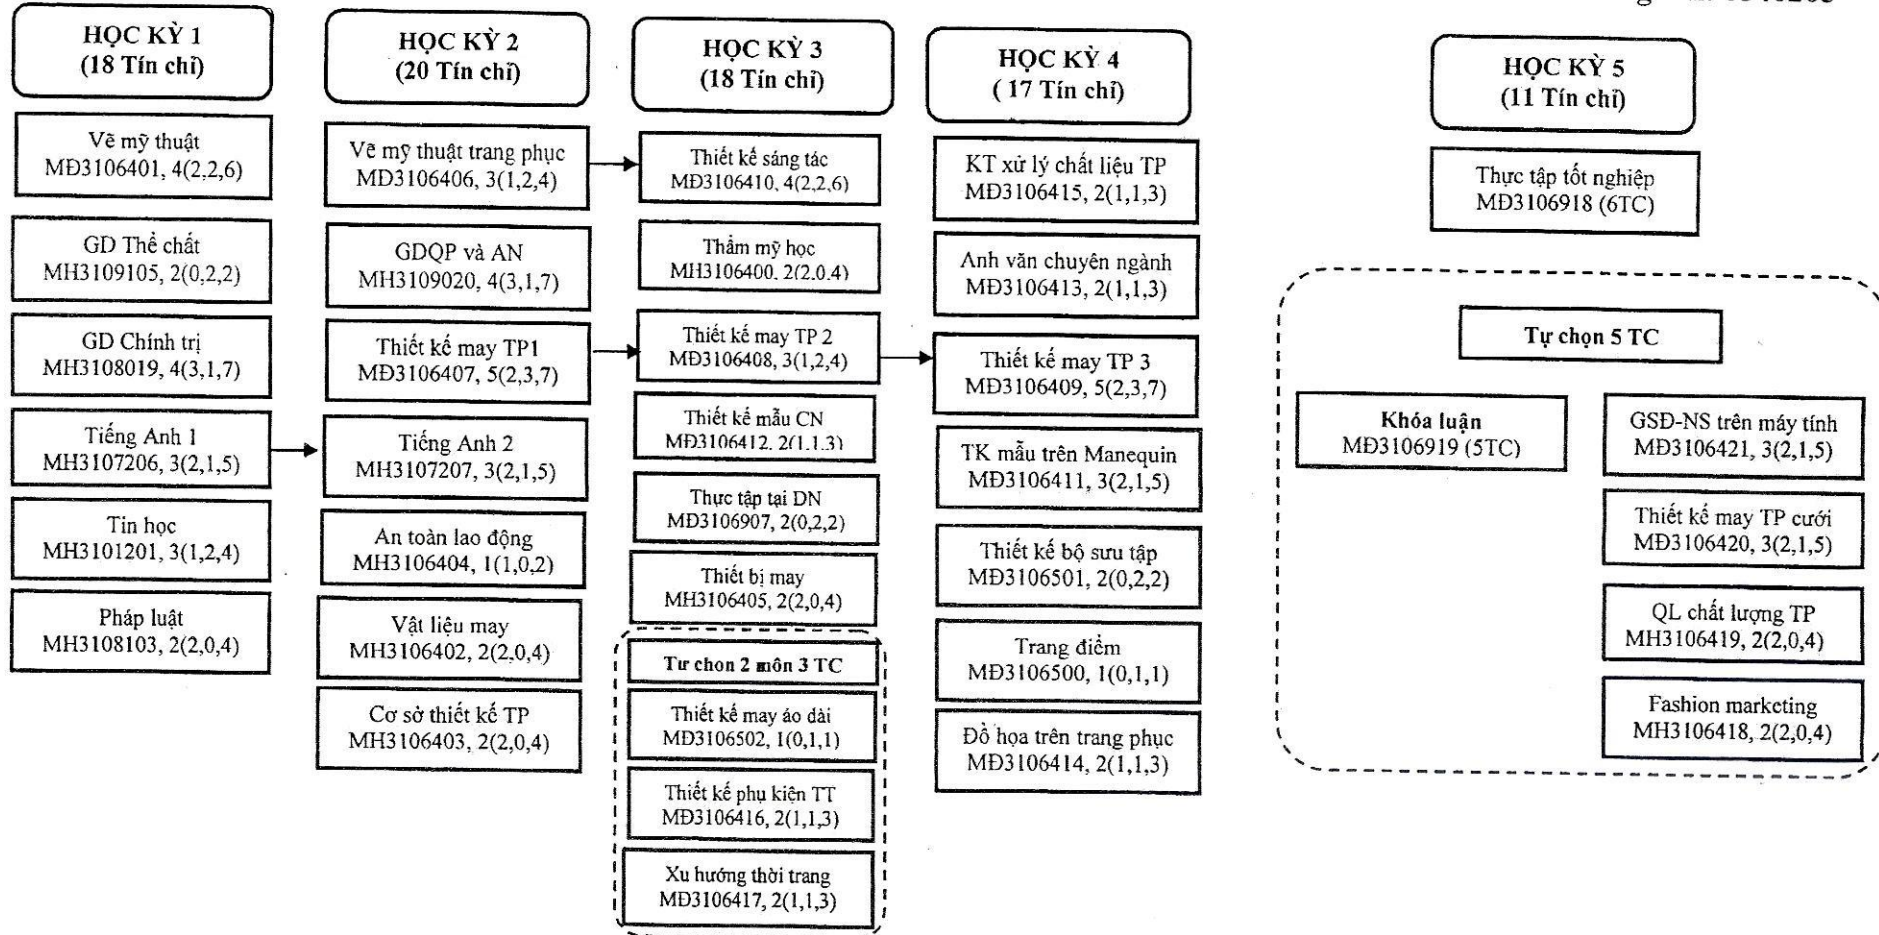 HỌC KỲ 1
(18 Tín chỉ)
Vẽ mỹ thuật
MĐ3106401, 4(2,2,6)
GD Thể chất
MH3109105, 2(0,2,2)
GD Chính trị
MH3108019, 4(3,1,7)
Tiếng Anh 1
MH3107206, 3(2,1,5)
Tin học
MH3101201, 3(1,2,4)
Pháp luật
MH3108103, 2(2,0,4)
HỌC KỲ 2
(20 Tín chỉ)
Vẽ mỹ thuật trang phục
MĐ3106406, 3(1,2,4)
GDQP và AN
MH3109020, 4(3,1,7)
Thiết kế may TP1
MĐ3106407, 5(2,3,7)
Tiếng Anh 2
MH3107207, 3(2,1,5)
An toàn lao động
MH3106404, 1(1,0,2)
Vật liệu may
MH3106402, 2(2,0,4)
Cơ sở thiết kế TP
MH3106403, 2(2,0,4)
HỌC KỲ 3
(18 Tín chỉ)
Thiết kế sáng tác
MĐ3106410, 4(2,2,6)
Thẩm mỹ học
MH3106400, 2(2,0,4)
Thiết kế may TP 2
MĐ3106408, 3(1,2,4)
Thiết kế mẫu CN
MĐ3106412, 2(1,1,3)
Thực tập tại DN
MĐ3106907, 2(0,2,2)
Thiết bị may
MH3106405, 2(2,0,4)
Tự chọn 2 môn 3 TC
Thiết kế may áo dài
MĐ3106502, 1(0,1,1)
Thiết kế phụ kiện TT
MĐ3106416, 2(1,1,3)
Xu hướng thời trang
MĐ3106417, 2(1,1,3)
HỌC KỲ 4
( 17 Tín chỉ)
KT xử lý chất liệu TP
MĐ3106415, 2(1,1,3)
Anh văn chuyên ngành
MĐ3106413, 2(1,1,3)
Thiết kế may TP 3
MĐ3106409, 5(2,3,7)
TK mẫu trên Manequin
MĐ3106411, 3(2,1,5)
Thiết kế bộ sưu tập
MĐ3106501, 2(0,2,2)
Trang điểm
MĐ3106500, 1(0,1,1)
Đồ họa trên trang phục
MĐ3106414, 2(1,1,3)
HỌC KỲ 5
(11 Tín chỉ)
Thực tập tốt nghiệp
MĐ3106918 (6TC)
Tự chọn 5 TC
Khóa luận
MĐ3106919 (5TC)
GSĐ-NS trên máy tính
MĐ3106421, 3(2,1,5)
Thiết kế may TP cưới
MĐ3106420, 3(2,1,5)
QL chất lượng TP
MH3106419, 2(2,0,4)
Fashion marketing
MH3106418, 2(2,0,4)